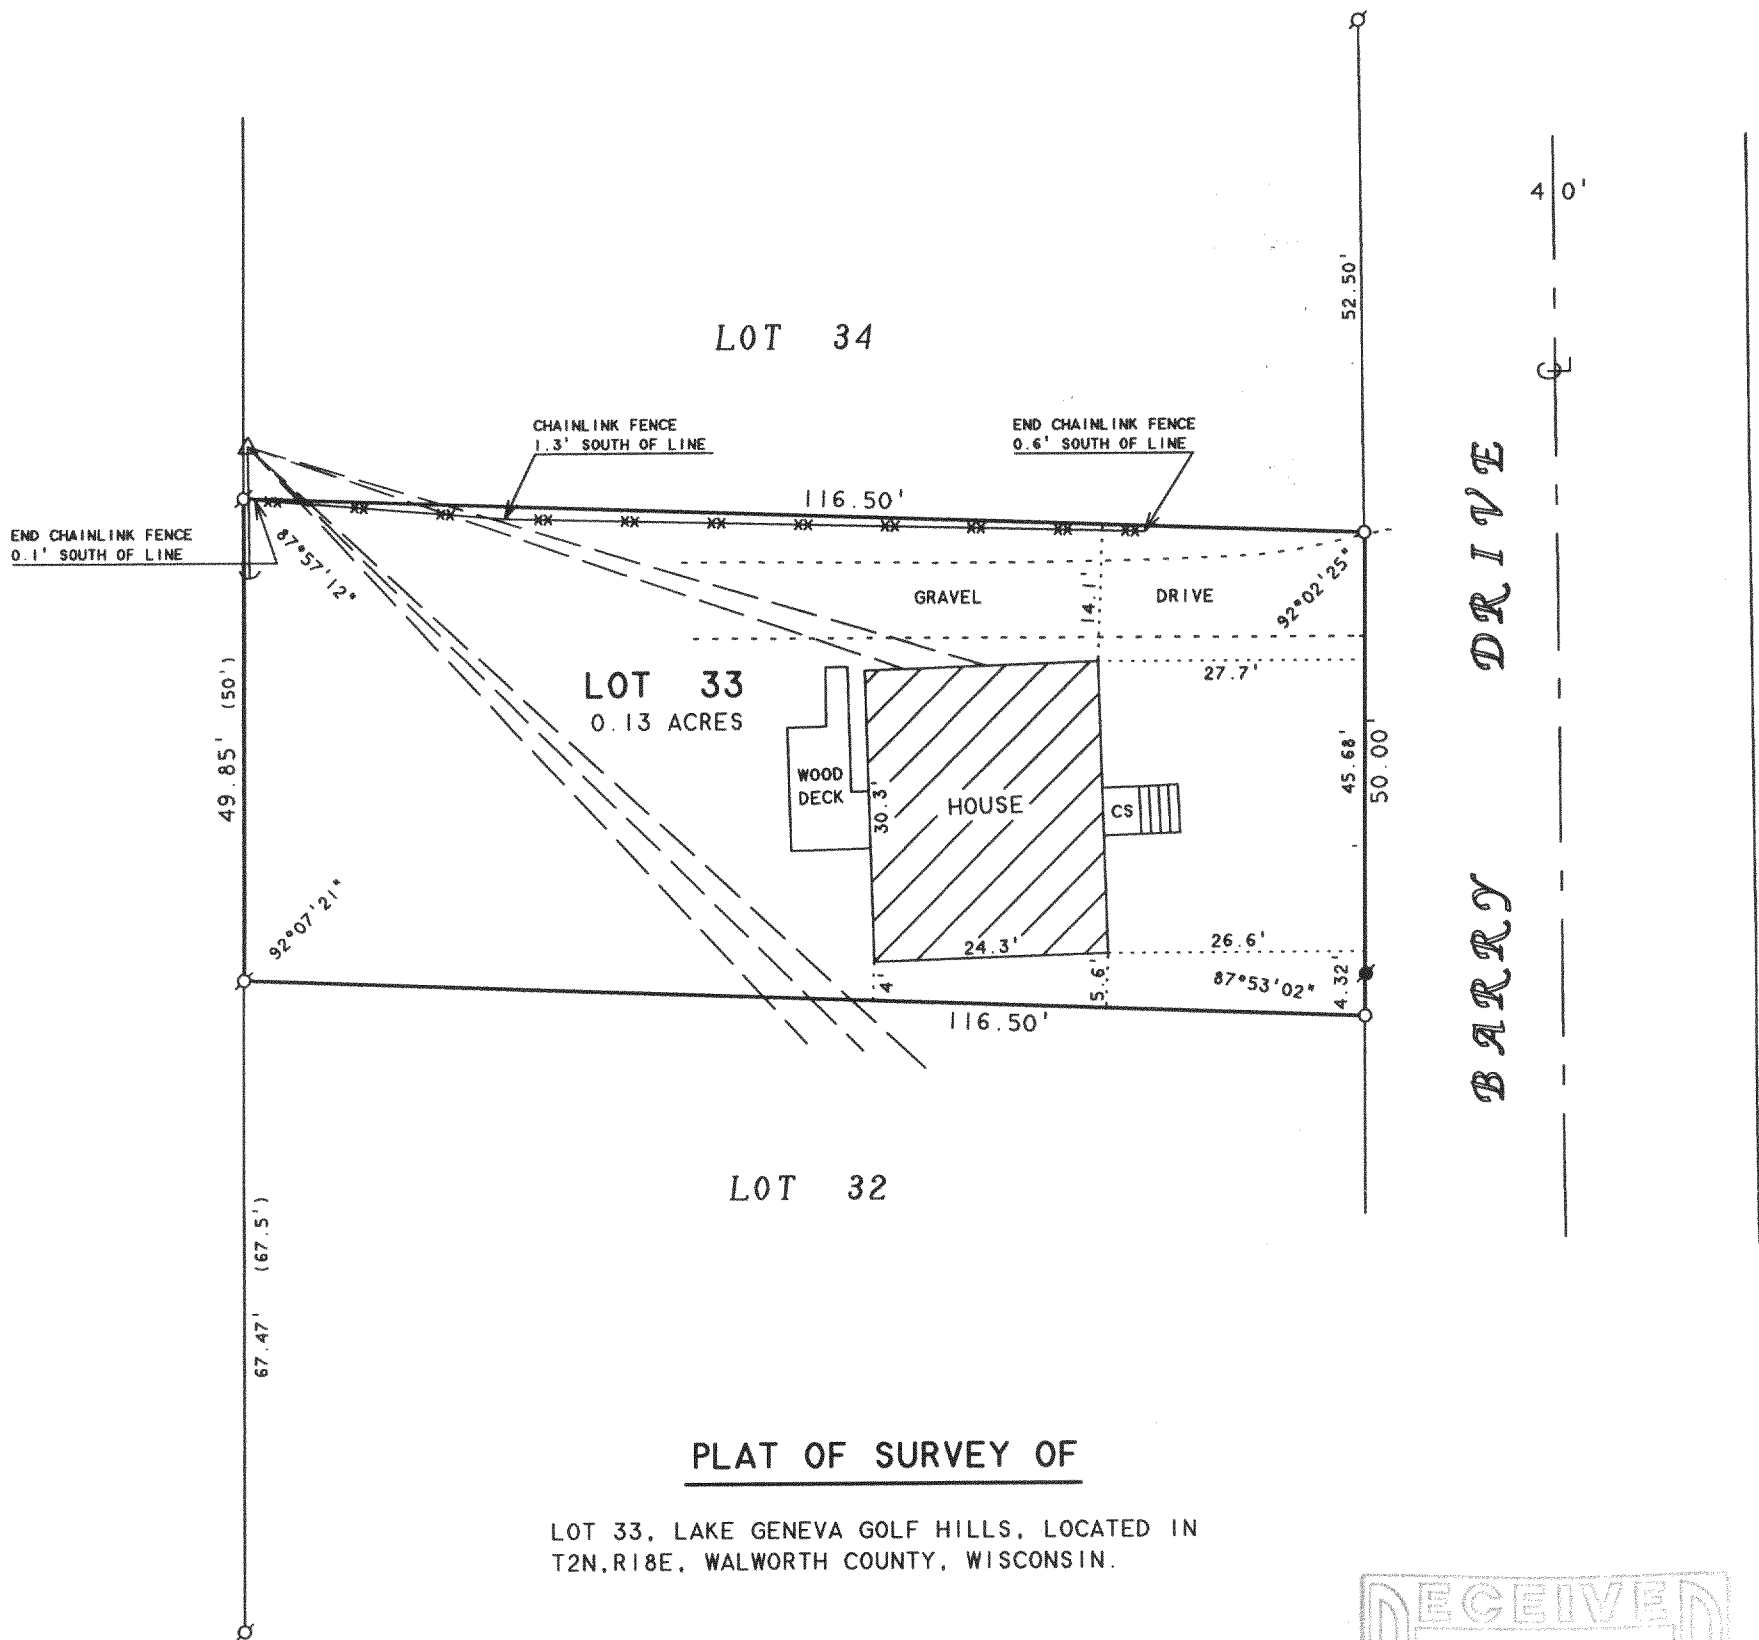 40'
52.50'
LOT 34
CHAINLINK FENCE
1.3' SOUTH OF LINE
END CHAINLINK FENCE
0.6' SOUTH OF LINE
116.50'
END CHAINLINK FENCE
0.1' SOUTH OF LINE
87°57'12"
GRAVEL DRIVE
14.1'
92°02'25"
BARRY DRIVE
LOT 33
0.13 ACRES
27.7'
49.85' (50')
WOOD
DECK
30.3'
HOUSE
CS
45.68'
50.00'
92°07'21"
24.3'
26.6'
4'
5.6'
87°53'02"
4.32'
116.50'
LOT 32
67.47' (67.5')
PLAT OF SURVEY OF
LOT 33, LAKE GENEVA GOLF HILLS, LOCATED IN
T2N,R18E, WALWORTH COUNTY, WISCONSIN.
RECEIVED